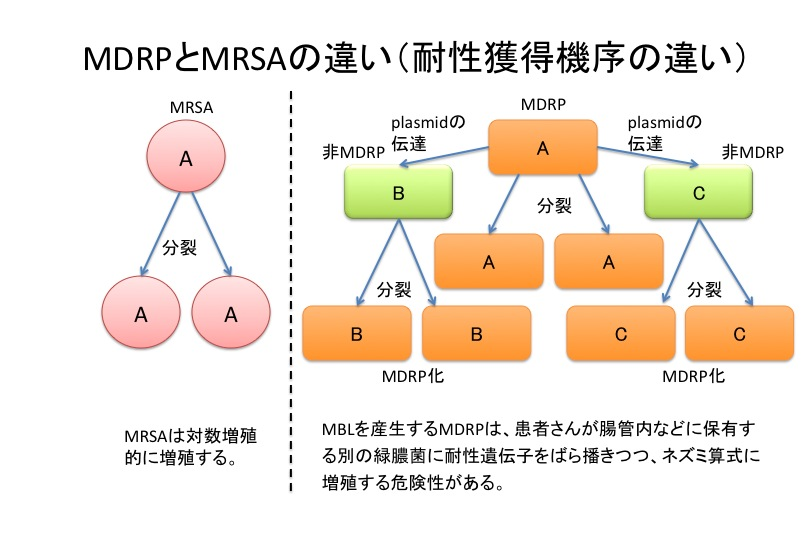 MDRPとMRSAの違い（耐性獲得機序の違い）
MRSA
A
分裂
A
A
MRSAは対数増殖
的に増殖する。
MDRP
plasmidの
伝達
plasmidの
伝達
非MDRP
A
非MDRP
B
分裂
C
A
A
分裂
分裂
B
B
C
C
MDRP化
MDRP化
MBLを産生するMDRPは、患者さんが腸管内などに保有す
る別の緑膿菌に耐性遺伝子をばら播きつつ、ネズミ算式に
増殖する危険性がある。